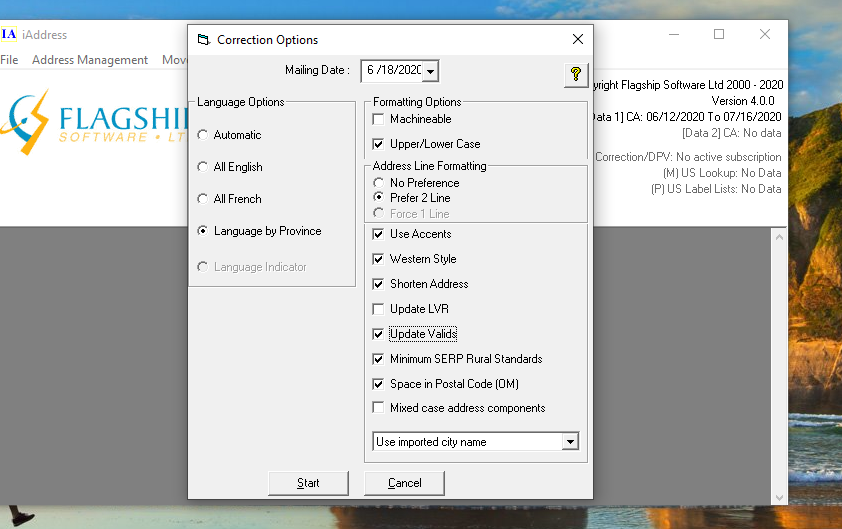 IA iAddress
File Address Management Mov
FLAGSHIP
SOFTWARE • LT
Correction Options
Mailing Date :
6 /18/2020
?
Language Options
Automatic
All English
All French
Language by Province
Language Indicator
Formatting Options
Machineable
Upper/Lower Case
Address Line Formatting
No Preference
Prefer 2 Line
Force 1 Line
Use Accents
Western Style
Shorten Address
Update LVR
Update Valids
Minimum SERP Rural Standards
Space in Postal Code (OM)
Mixed case address components
Use imported city name
Start
Cancel
yright Flagship Software Ltd 2000 - 2020
Version 4.0.0
Data 1] CA: 06/12/2020 To 07/16/2020
[Data 2] CA: No data
Correction/DPV: No active subscription
(M) US Lookup: No Data
(P) US Label Lists: No Data